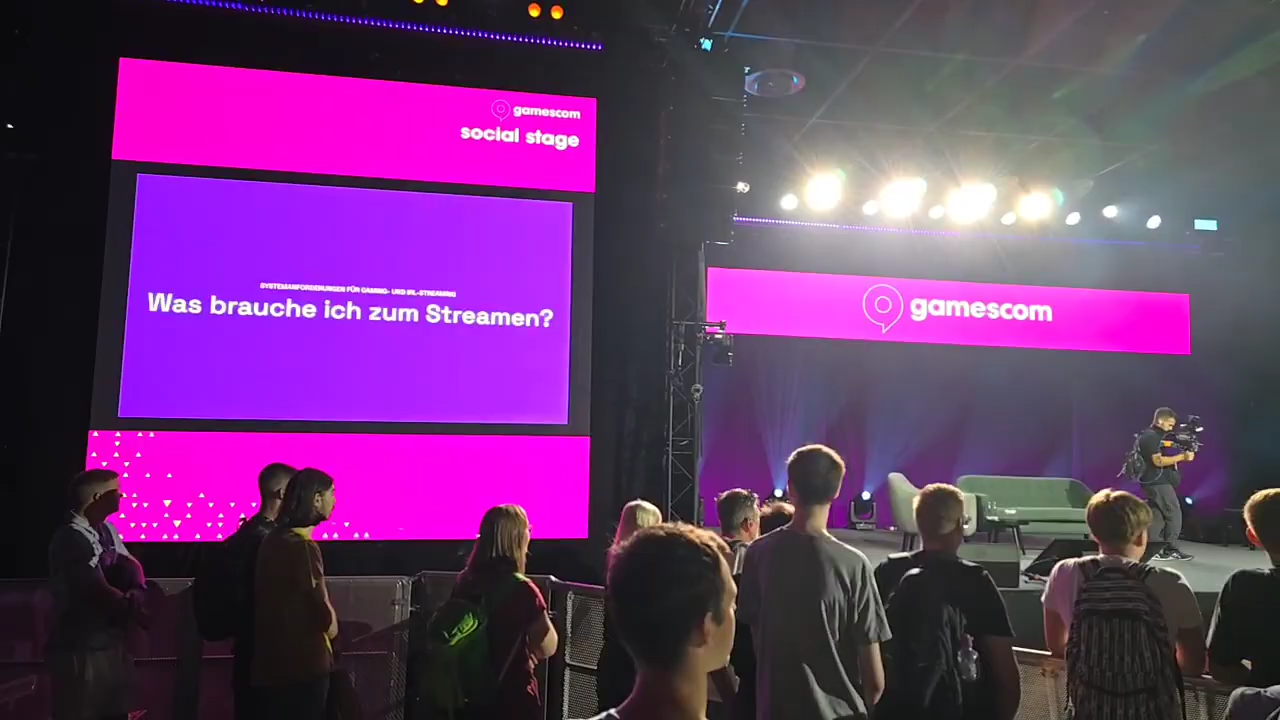 gamescom
social stage
SYSTEMANFORDERUNGEN FÜR GAMING- UND IRL-STREAMING
Was brauche ich zum Streamen?
gamescom